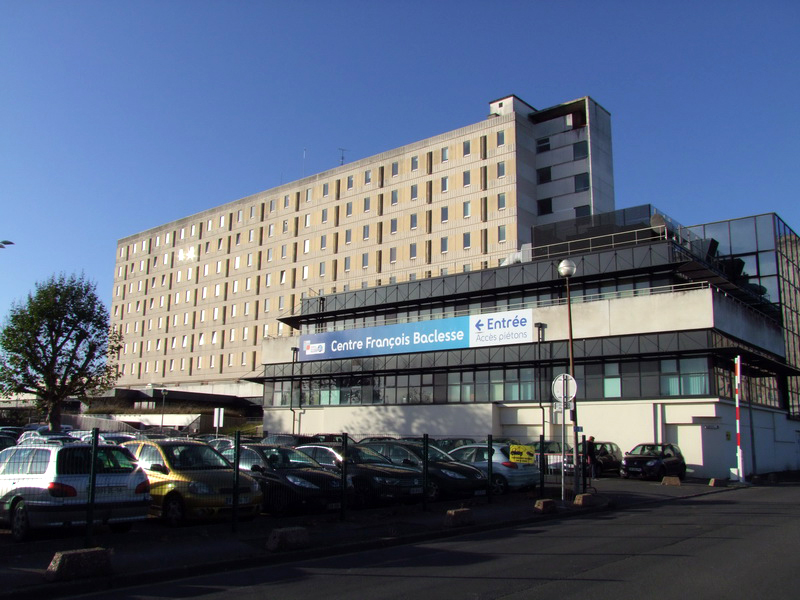 Centre François Baclesse
Entrée
Accès piétons